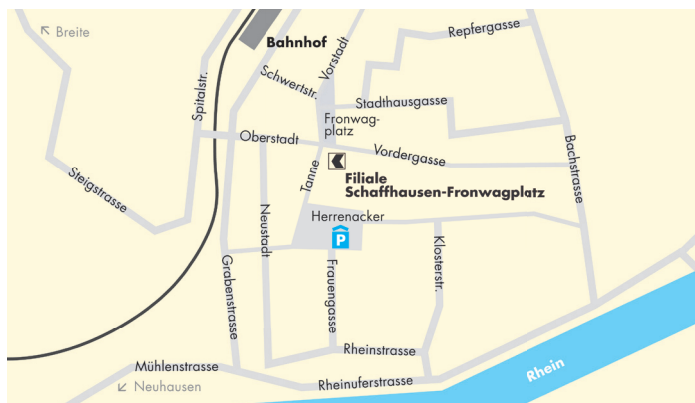 ↖ Breite
Bahnhof
Repfergasse
Vorstadt
Schwertstr.
Spitalstr.
Stadthausgasse
Fronwag-
platz
Oberstadt
Vordergasse
Bachstrasse
Steigstrasse
Tanne
Filiale
Schaffhausen-Fronwagplatz
Neustadt
Herrenacker
P
Klosterstr.
Grabenstrasse
Frauengasse
Rheinstrasse
Mühlenstrasse
↙ Neuhausen
Rheinuferstrasse
Rhein